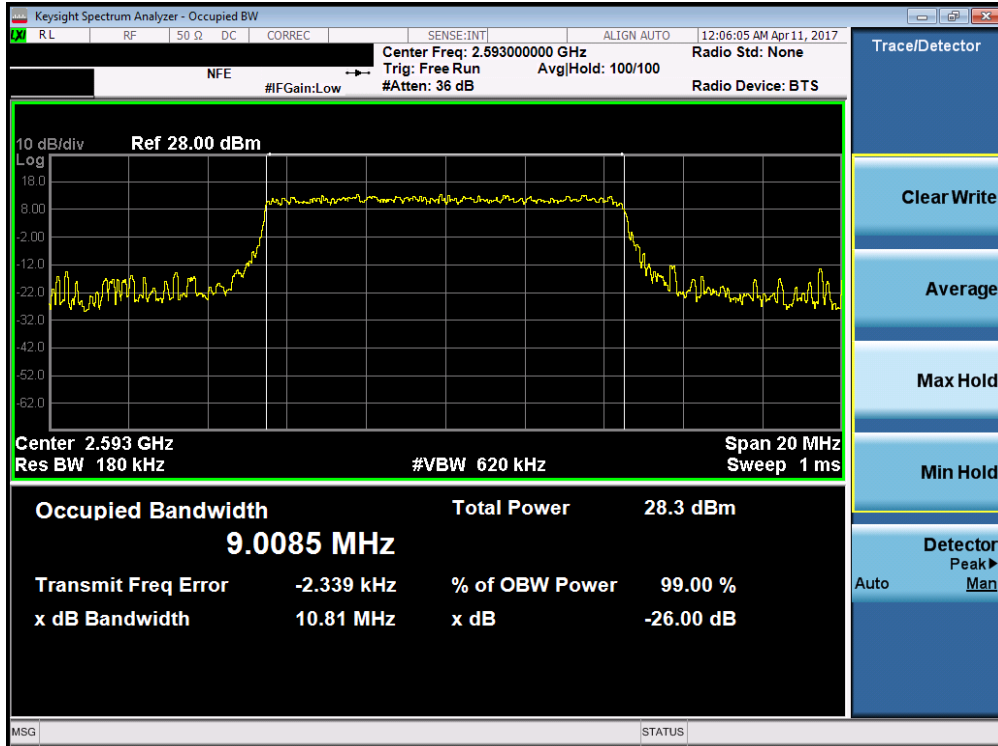 Keysight Spectrum Analyzer - Occupied BW
LXI RL RF 50 Ω DC CORREC SENSE:INT ALIGN AUTO 12:06:05 AM Apr 11, 2017
Center Freq: 2.593000000 GHz Radio Std: None
NFE Trig: Free Run Avg|Hold: 100/100
#IFGain:Low #Atten: 36 dB Radio Device: BTS
10 dB/div Ref 28.00 dBm
Log
18.0
8.00
-2.00
-12.0
-22.0
-32.0
-42.0
-52.0
-62.0
Center 2.593 GHz Span 20 MHz
Res BW 180 kHz #VBW 620 kHz Sweep 1 ms
Occupied Bandwidth Total Power 28.3 dBm
9.0085 MHz
Transmit Freq Error -2.339 kHz % of OBW Power 99.00 %
x dB Bandwidth 10.81 MHz x dB -26.00 dB
MSG STATUS
Trace/Detector
Clear Write
Average
Max Hold
Min Hold
Detector
Peak▶
Auto Man